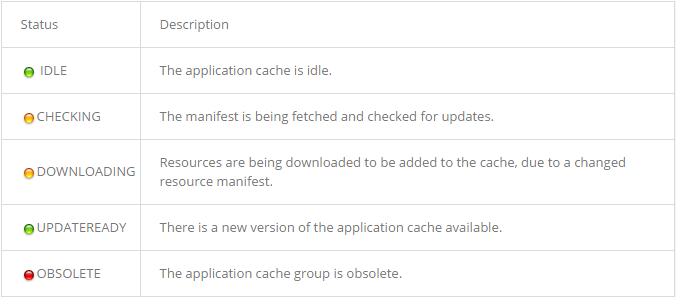 Status Description
IDLE The application cache is idle.
CHECKING The manifest is being fetched and checked for updates.
DOWNLOADING Resources are being downloaded to be added to the cache, due to a changed
resource manifest.
UPDATEREADY There is a new version of the application cache available.
OBSOLETE The application cache group is obsolete.